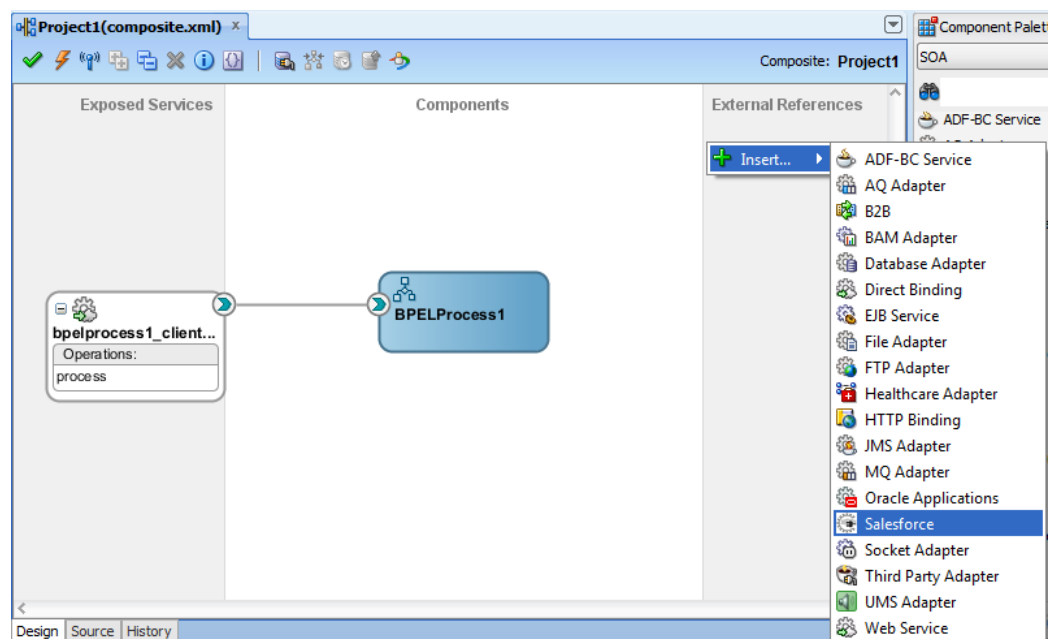 Project1(composite.xml)
Component Palet
Composite: Project1
SOA
Exposed Services
Components
External References
ADF-BC Service
Insert...
ADF-BC Service
AQ Adapter
B2B
BAM Adapter
Database Adapter
Direct Binding
EJB Service
File Adapter
FTP Adapter
Healthcare Adapter
HTTP Binding
JMS Adapter
MQ Adapter
Oracle Applications
Salesforce
Socket Adapter
Third Party Adapter
UMS Adapter
Web Service
bpelprocess1_client...
Operations:
process
BPELProcess1
Design Source History